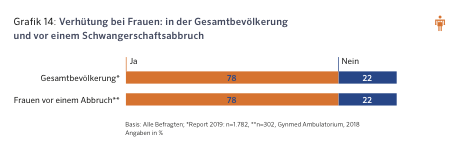 Grafik 14: Verhütung bei Frauen: in der Gesamtbevölkerung
und vor einem Schwangerschaftsabbruch
Ja Nein
Gesamtbevölkerung* 78 22
Frauen vor einem Abbruch** 78 22
Basis: Alle Befragten, *Report 2019: n=1.782, **n=302, Gynmed Ambulatorium, 2018
Angaben in %